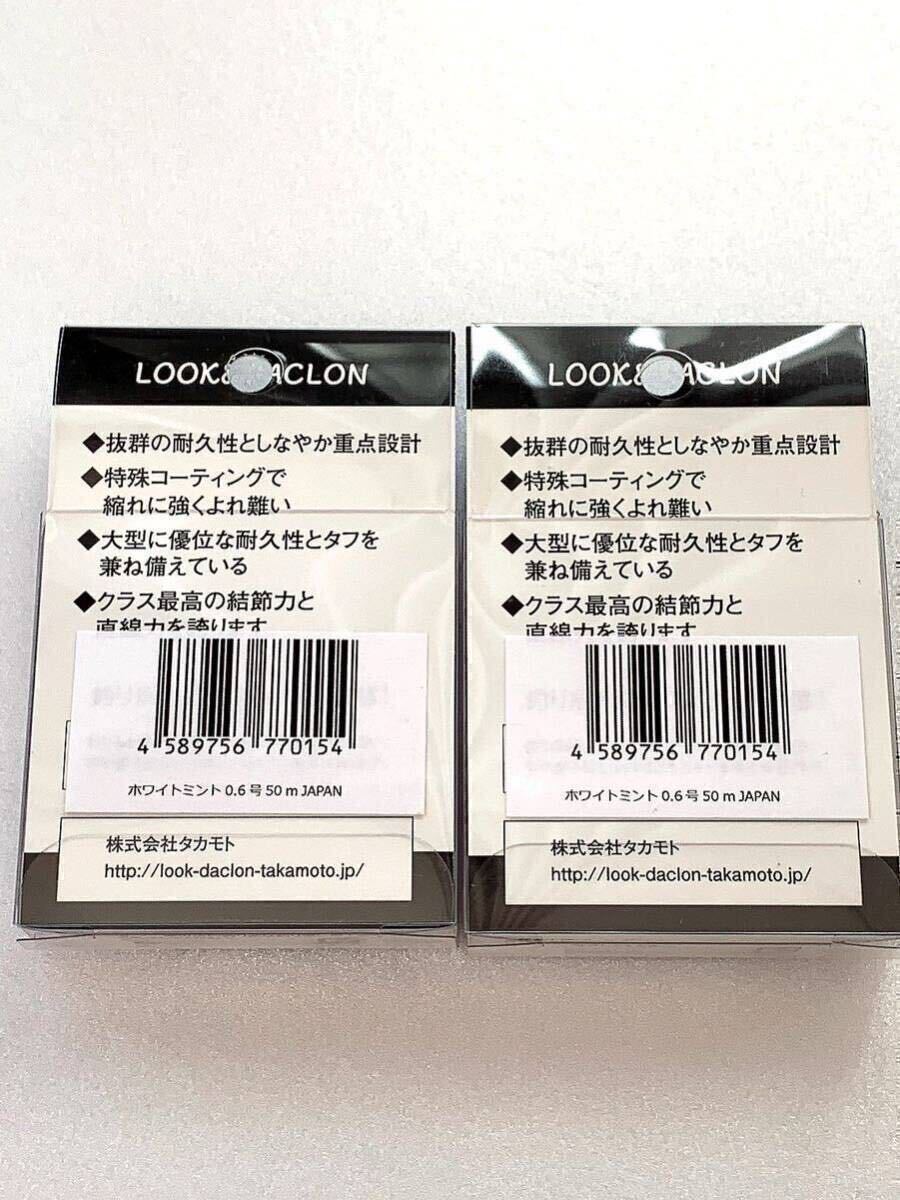 LOOK& ACLON
◆抜群の耐久性としなやか重点設計
◆特殊コーティングで
縮れに強くよれ難い
◆大型に優位な耐久性とタフを
兼ね備えている
◆クラス最高の結節力と
直線力を誇ります
4 589756 770154
ホワイトミント 0.6 号 50 m JAPAN
株式会社タカモト
http://look-daclon-takamoto.jp/
LOOK& ACLON
◆抜群の耐久性としなやか重点設計
◆特殊コーティングで
縮れに強くよれ難い
◆大型に優位な耐久性とタフを
兼ね備えている
◆クラス最高の結節力と
直線力を誇ります
4 589756 770154
ホワイトミント 0.6 号 50 m JAPAN
株式会社タカモト
http://look-daclon-takamoto.jp/